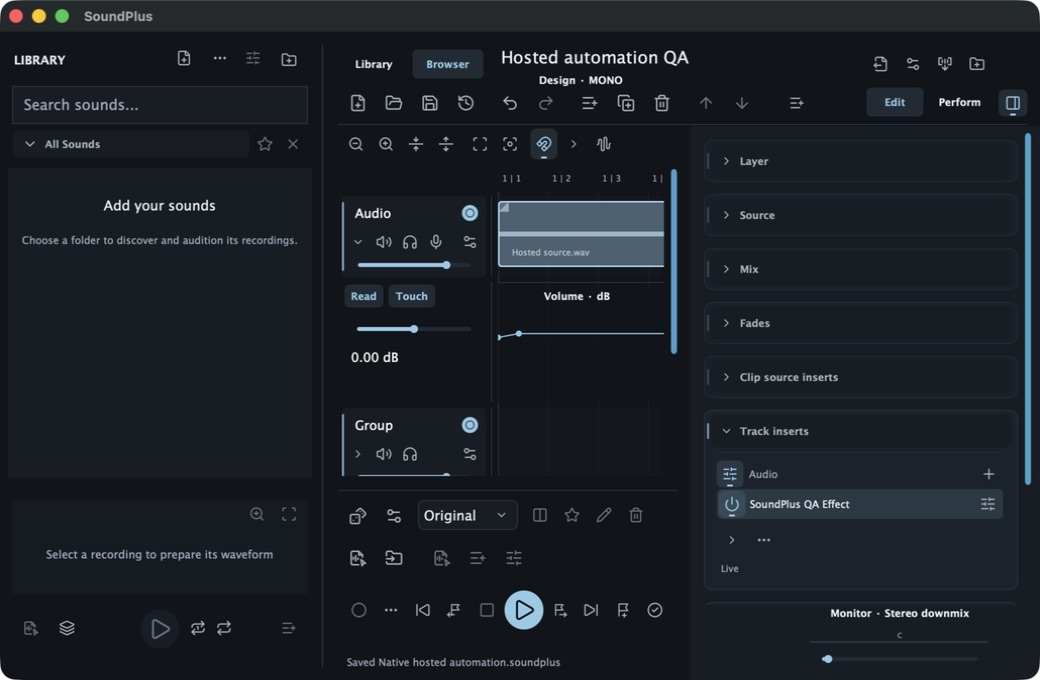 SoundPlus
LIBRARY
Search sounds...
All Sounds
Add your sounds
Choose a folder to discover and audition its recordings.
Select a recording to prepare its waveform
Library
Browser
Hosted automation QA
Design · MONO
Edit
Perform
1|1
1|2
1|3
1|
Audio
Hosted source.wav
Read
Touch
Volume · dB
0.00 dB
Group
Original
Saved Native hosted automation.soundplus
Layer
Source
Mix
Fades
Clip source inserts
Track inserts
Audio
SoundPlus QA Effect
Live
Monitor · Stereo downmix
C